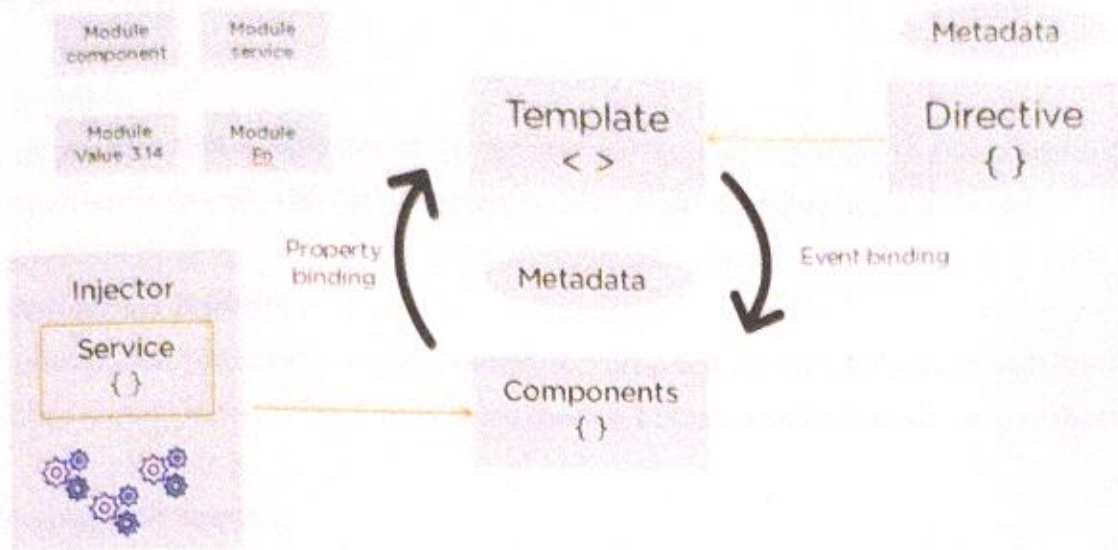 Module
component
Module
service
Module
Value 3.14
Module
Fn
Metadata
Template
< >
Directive
{ }
Property
binding
Metadata
Event binding
Injector
Service
{ }
Components
{ }